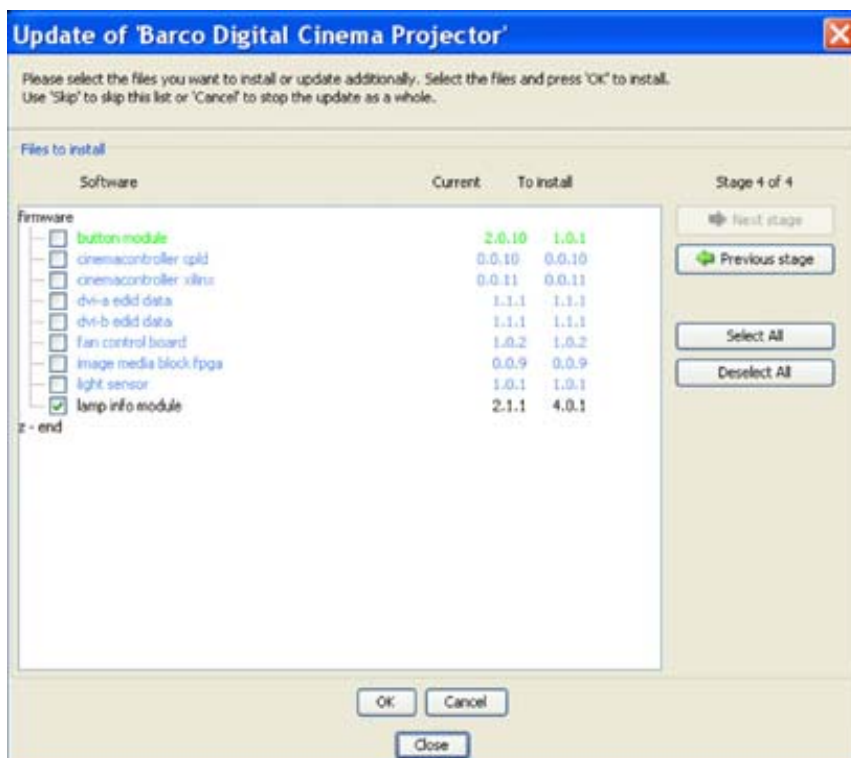 Update of 'Barco Digital Cinema Projector'
Please select the files you want to install or update additionally. Select the files and press 'OK' to install.
Use 'Skip' to skip this list or 'Cancel' to stop the update as a whole.
Files to install
Software Current To install Stage 4 of 4
firmware
Next stage
button module 2.0.10 1.0.1
cinemacontroller cpld 0.0.10 0.0.10
Previous stage
cinemacontroller xilinx 0.0.11 0.0.11
dvi-a edid data 1.1.1 1.1.1
dvi-b edid data 1.1.1 1.1.1
fan control board 1.0.2 1.0.2
Select All
image media block fpga 0.0.9 0.0.9
Deselect All
light sensor 1.0.1 1.0.1
lamp info module 2.1.1 4.0.1
z - end
OK Cancel
Close